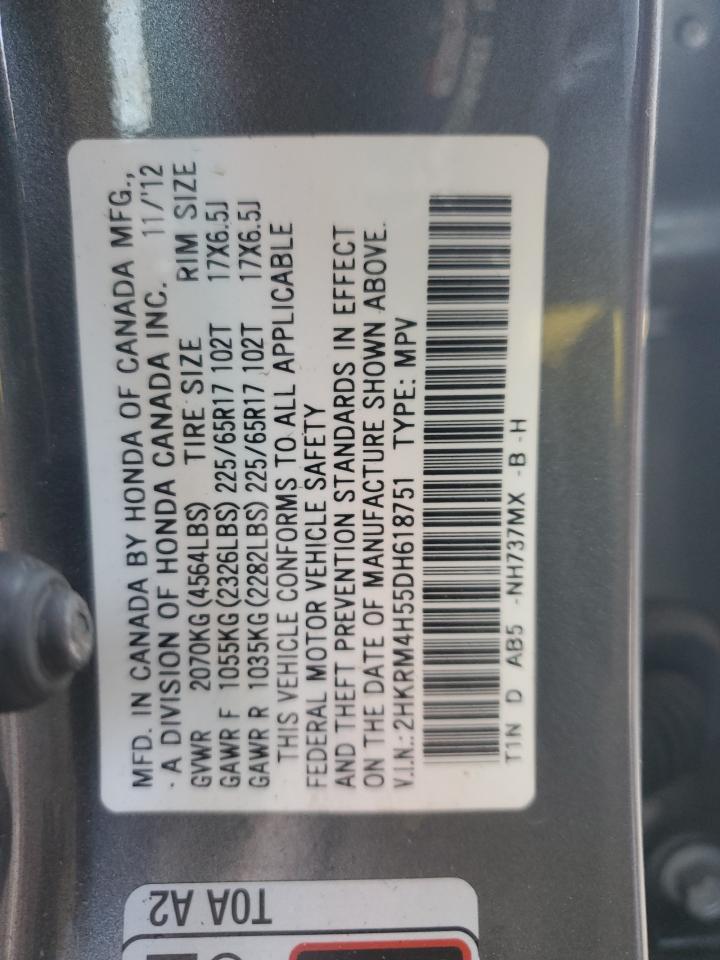 MFD. IN CANADA BY HONDA OF CANADA MFG.,
A DIVISION OF HONDA CANADA INC. 11/'12
GVWR 2070KG (4564LBS) TIRE SIZE RIM SIZE
GAWR F 1055KG (2326LBS) 225/65R17 102T 17X6.5J
GAWR R 1035KG (2282LBS) 225/65R17 102T 17X6.5J
THIS VEHICLE CONFORMS TO ALL APPLICABLE
FEDERAL MOTOR VEHICLE SAFETY
AND THEFT PREVENTION STANDARDS IN EFFECT
ON THE DATE OF MANUFACTURE SHOWN ABOVE.
V.I.N.: 2HKRM4H55DH618751 TYPE: MPV
T1N D AB5 -NH737MX -B -H
T0A A2